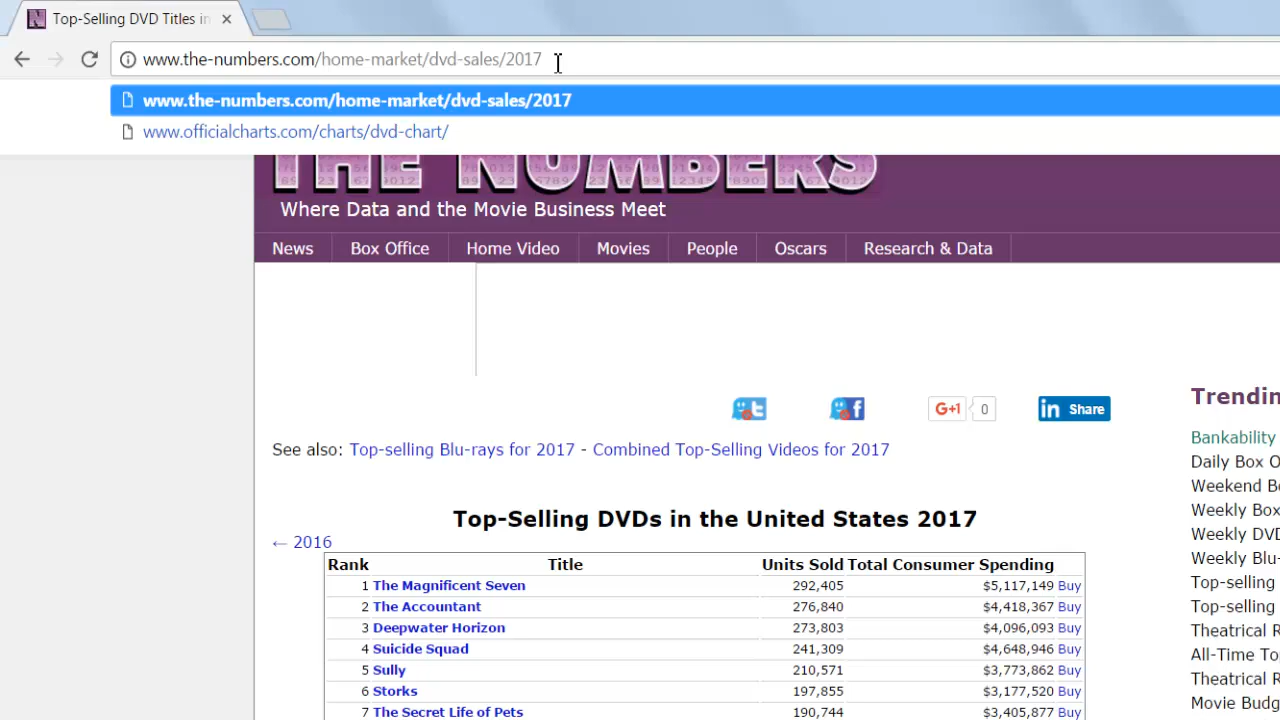 Top-Selling DVD Titles in
www.the-numbers.com/home-market/dvd-sales/2017
www.the-numbers.com/home-market/dvd-sales/2017
www.officialcharts.com/charts/dvd-chart/
THE NUMBERS
Where Data and the Movie Business Meet
News Box Office Home Video Movies People Oscars Research & Data
G+1 0 in Share
Trendin
See also: Top-selling Blu-rays for 2017 - Combined Top-Selling Videos for 2017
Bankability
Daily Box O
Weekend Bo
Weekly Box
Weekly DVD
Weekly Blu-
Top-selling
Top-selling
Theatrical R
All-Time To
Theatrical R
Movie Budg
Top-Selling DVDs in the United States 2017
← 2016
Rank Title Units Sold Total Consumer Spending
1 The Magnificent Seven 292,405 $5,117,149 Buy
2 The Accountant 276,840 $4,418,367 Buy
3 Deepwater Horizon 273,803 $4,096,093 Buy
4 Suicide Squad 241,309 $4,648,946 Buy
5 Sully 210,571 $3,773,862 Buy
6 Storks 197,855 $3,177,520 Buy
7 The Secret Life of Pets 190,744 $3,405,877 Buy